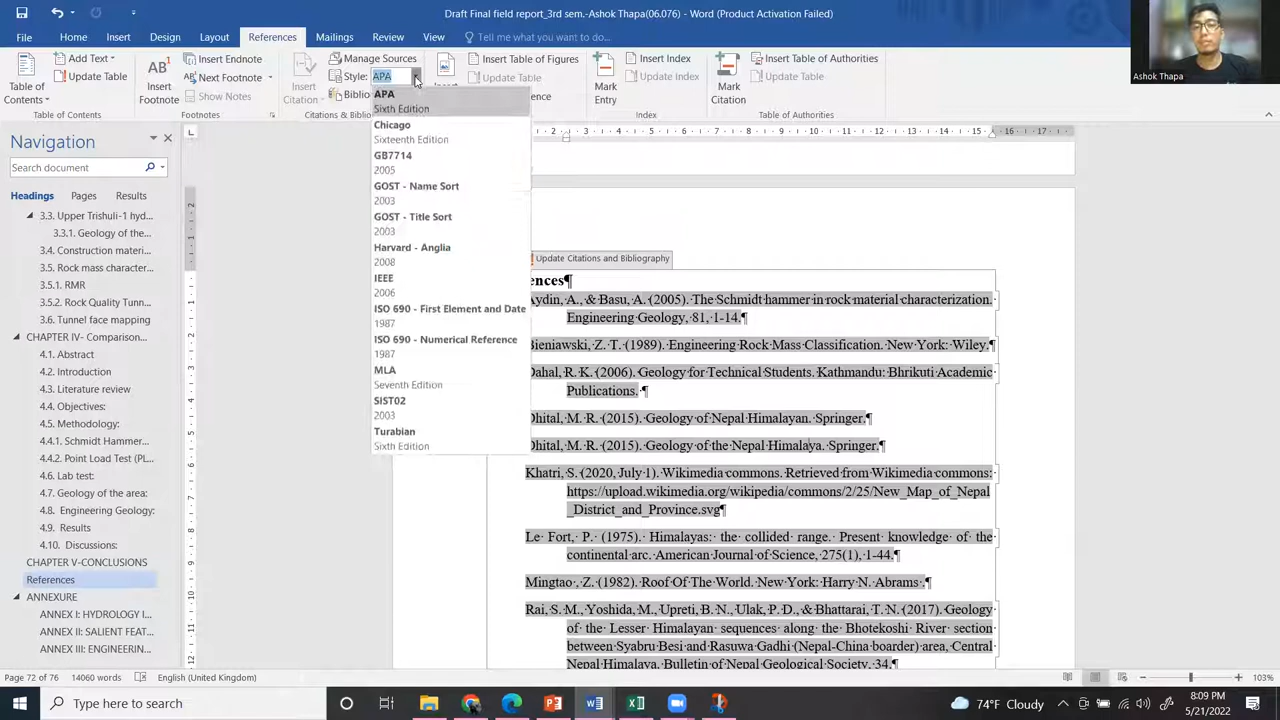 Draft Final field report_3rd sem.-Ashok Thapa(06.076) - Word (Product Activation Failed)
File
Home
Insert
Design
Layout
References
Mailings
Review
View
Tell me what you want to do...
Table of
Contents
Add Text
Update Table
Table of Contents
AB1
Insert
Footnote
Insert Endnote
Next Footnote
Show Notes
Footnotes
Insert
Citation
Manage Sources
Style: APA
Citations & Biblio
Insert Table of Figures
Update Table
Mark
Entry
Insert Index
Update Index
Index
Mark
Citation
Insert Table of Authorities
Update Table
Table of Authorities
Ashok Thapa
APA
Sixth Edition
Chicago
Sixteenth Edition
GB7714
2005
GOST - Name Sort
2003
GOST - Title Sort
2003
Harvard - Anglia
2008
IEEE
2006
ISO 690 - First Element and Date
1987
ISO 690 - Numerical Reference
1987
MLA
Seventh Edition
SIST02
2003
Turabian
Sixth Edition
Navigation
Search document
Headings
Pages
Results
3.3. Upper Trishuli-1 hyd...
3.3.1. Geology of the...
3.4. Construction materi...
3.5. Rock mass character...
3.5.1. RMR
3.5.2. Rock Quality Tunn...
3.6. Tunnel face mapping
CHAPTER IV- Comparison...
4.1. Abstract
4.2. Introduction
4.3. Literature review
4.4. Objectives:
4.5. Methodology:
4.4.1. Schmidt Hammer...
4.4.2. Point Load Test (PL...
4.6. Lab test:
4.7. Geology of the area:
4.8. Engineering Geology:
4.9. Results
4.10. Discussions:
CHAPTER V-CONCLUSIONS
References
ANNEXURE
ANNEX I: HYDROLOGY I...
ANNEX II: SALIENT FEAT...
ANNEX III: ENGINEERIN...
Update Citations and Bibliography
ences¶
Aydin, A., & Basu, A. (2005). The Schmidt hammer in rock material characterization.
Engineering Geology, 81, 1-14.¶
Bieniawski, Z. T. (1989). Engineering Rock Mass Classification. New York: Wiley.¶
Dahal, R. K. (2006). Geology for Technical Students. Kathmandu: Bhrikuti Academic
Publications. ¶
Dhital, M. R. (2015). Geology of Nepal Himalayan. Springer.¶
Dhital, M. R. (2015). Geology of the Nepal Himalaya. Springer.¶
Khatri, S. (2020, July 1). Wikimedia commons. Retrieved from Wikimedia commons:
https://upload.wikimedia.org/wikipedia/commons/2/25/New_Map_of_Nepal
_District_and_Province.svg¶
Le Fort, P. (1975). Himalayas: the collided range. Present knowledge of the
continental arc. American Journal of Science, 275(1), 1-44.¶
Mingtao, Z. (1982). Roof Of The World. New York: Harry N. Abrams .¶
Rai, S. M., Yoshida, M., Upreti, B. N., Ulak, P. D., & Bhattarai, T. N. (2017). Geology
of the Lesser Himalayan sequences along the Bhotekoshi River section
between Syabru Besi and Rasuwa Gadhi (Nepal-China boarder) area, Central
Nepal Himalaya. Bulletin of Nepal Geological Society, 34.¶
Page 72 of 76
14060 words
English (United Kingdom)
103%
Type here to search
74°F Cloudy
8:09 PM
5/21/2022